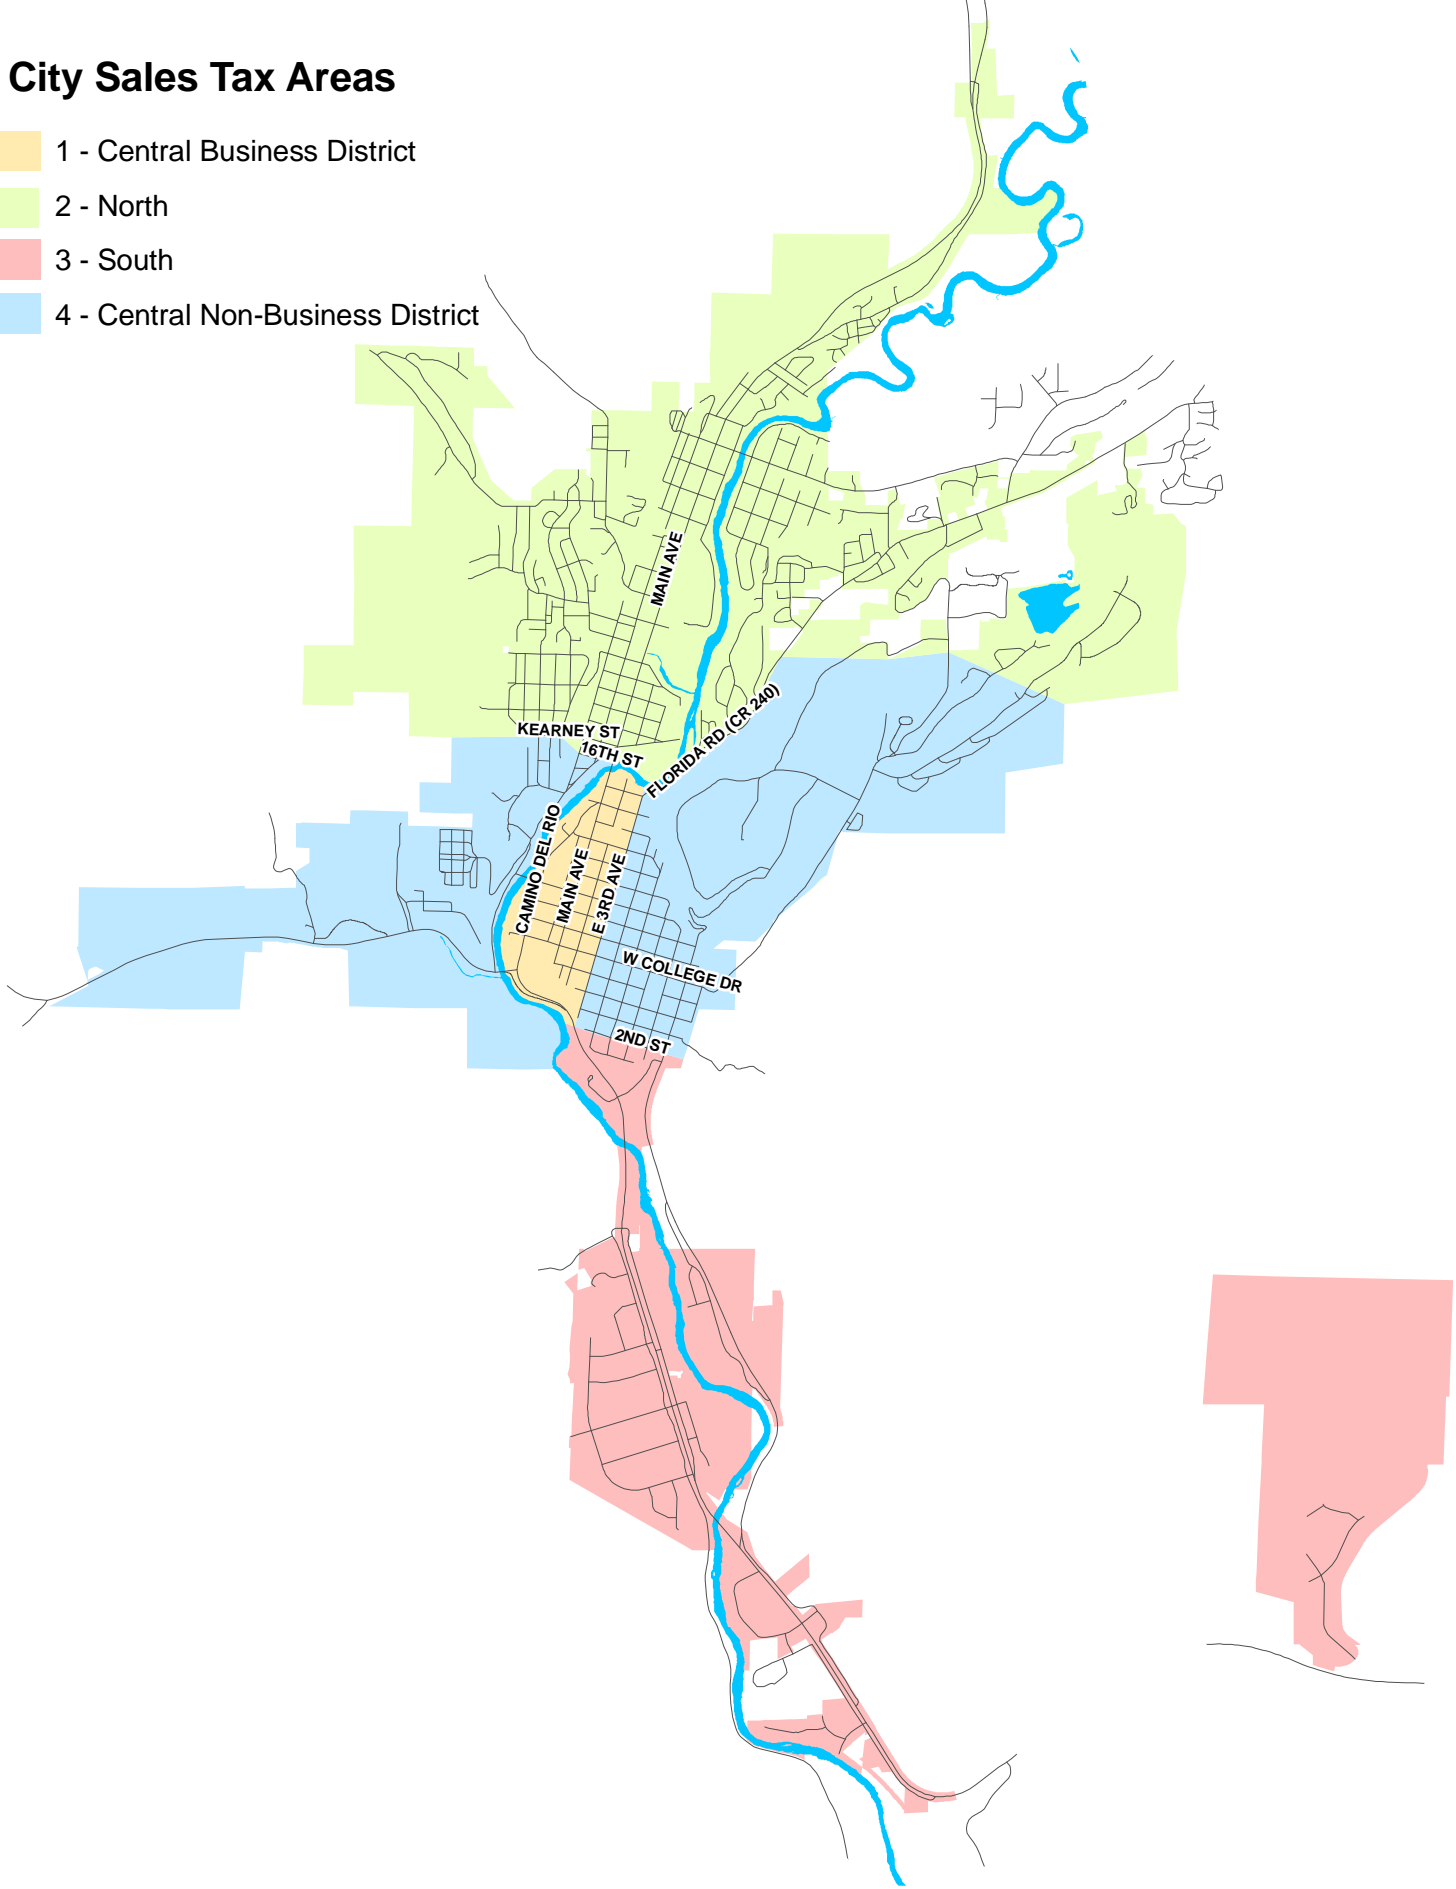 City Sales Tax Areas
1 - Central Business District
2 - North
3 - South
4 - Central Non-Business District
MAIN AVE
FLORIDA RD (CR 240)
KEARNEY ST
16TH ST
CAMINO DEL RIO
MAIN AVE
E 3RD AVE
W COLLEGE DR
2ND ST